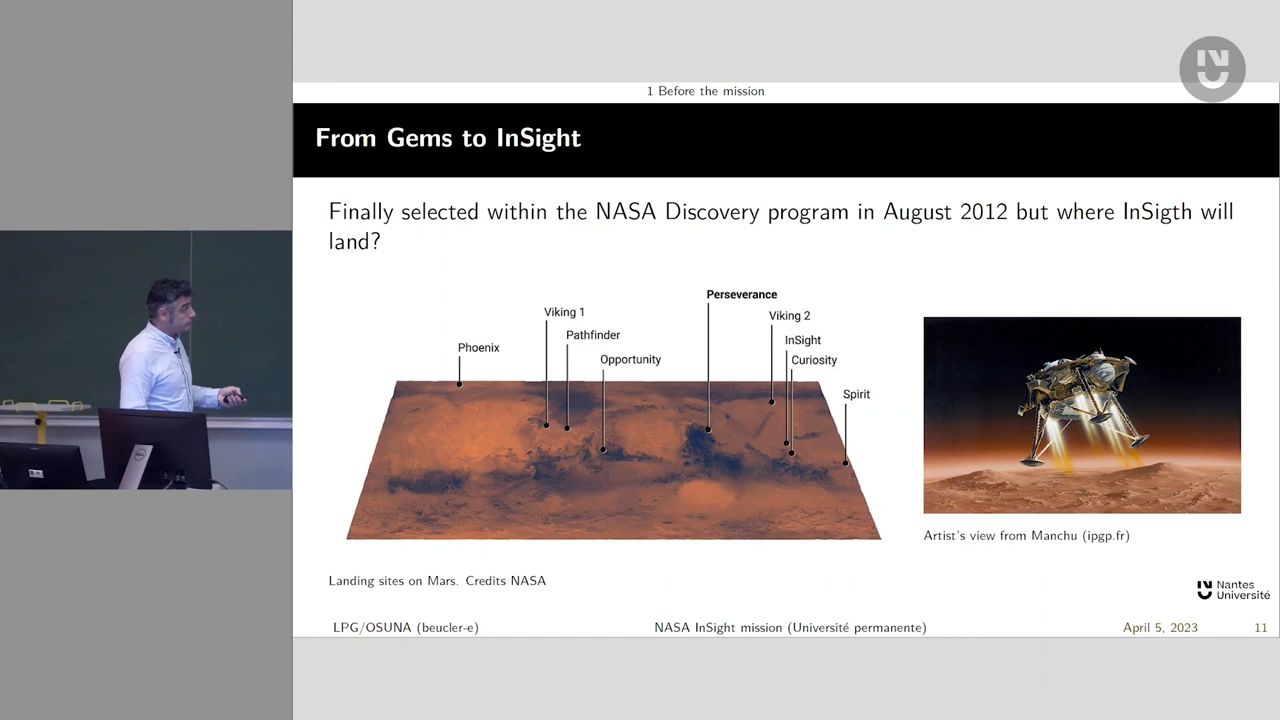 1 Before the mission
From Gems to InSight
Finally selected within the NASA Discovery program in August 2012 but where InSigth will
land?
Perseverance
Viking 1
Viking 2
Pathfinder
InSight
Phoenix
Opportunity
Curiosity
Spirit
Artist's view from Manchu (ipgp.fr)
Landing sites on Mars. Credits NASA
Nantes
Université
LPG/OSUNA (beucler-e)
NASA InSight mission (Université permanente)
April 5, 2023
11